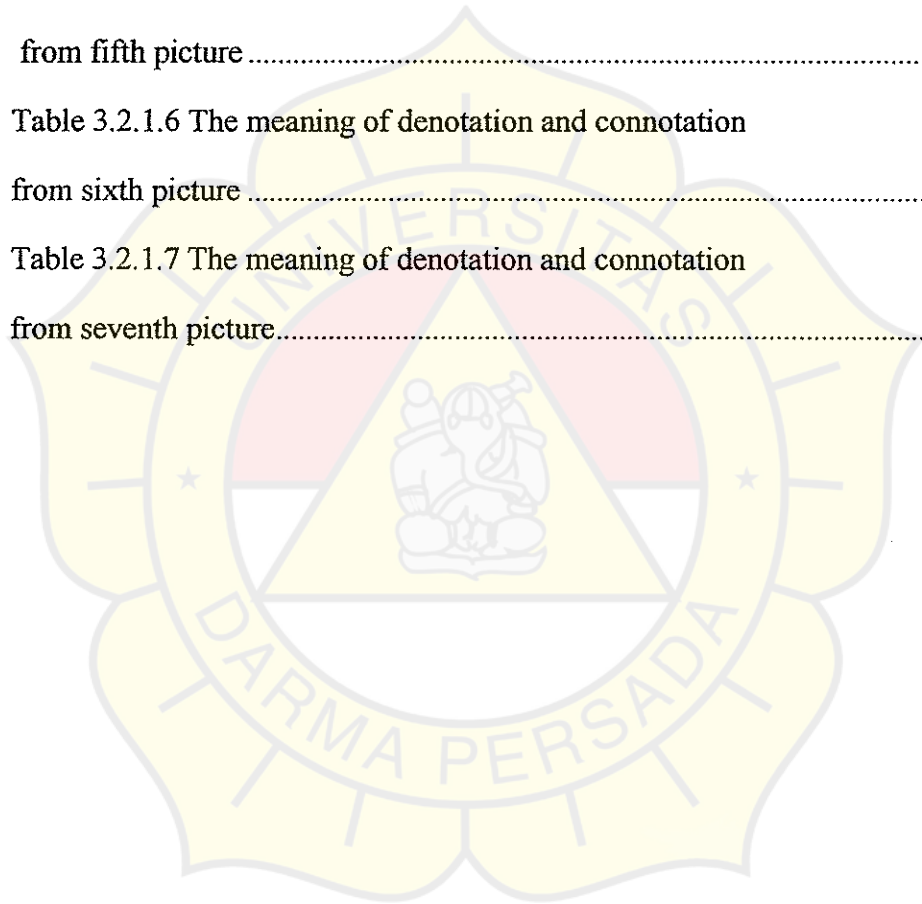 from fifth picture ........................................................................................
Table 3.2.1.6 The meaning of denotation and connotation
from sixth picture ........................................................................................
Table 3.2.1.7 The meaning of denotation and connotation
from seventh picture....................................................................................
UNIVERSITAS
DARMA PERSADA